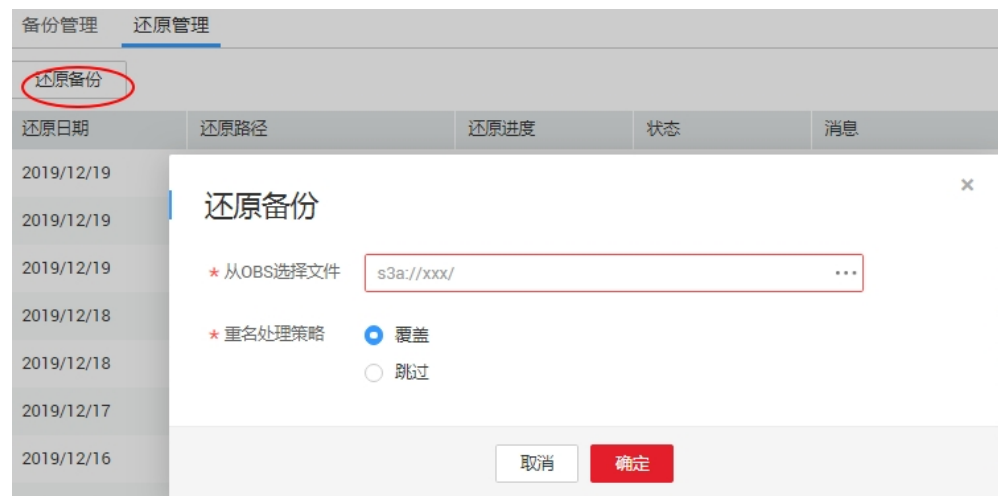 备份管理 还原管理
还原备份
还原日期 还原路径 还原进度 状态 消息
2019/12/19
×
还原备份
2019/12/19
2019/12/19
* 从OBS选择文件 s3a://xxx/ ...
2019/12/18
* 重名处理策略 覆盖
2019/12/18
跳过
2019/12/17
2019/12/16
取消 确定